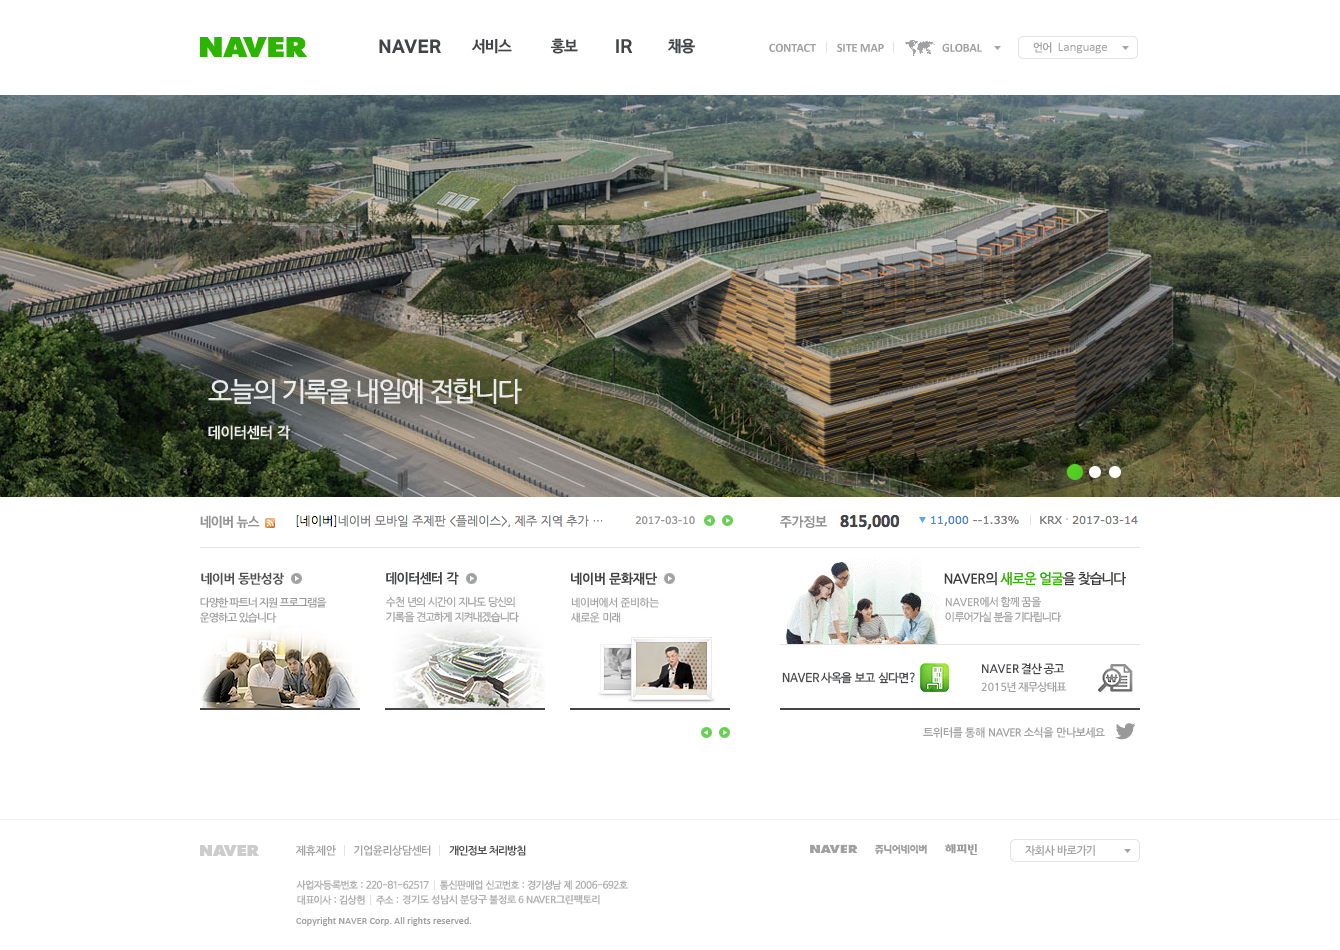 NAVER
NAVER 서비스 홍보 IR 채용
CONTACT SITE MAP GLOBAL 언어 Language
오늘의 기록을 내일에 전합니다
데이터센터 각
네이버 뉴스 [네이버]네이버 모바일 주제판 <플레이스>, 제주 지역 추가 ··· 2017-03-10
주가정보 815,000 11,000 --1.33% KRX · 2017-03-14
네이버 동반성장
다양한 파트너 지원 프로그램을
운영하고 있습니다
데이터센터 각
수천 년의 시간이 지나도 당신의
기록을 견고하게 지켜내겠습니다
네이버 문화재단
네이버에서 준비하는
새로운 미래
NAVER의 새로운 얼굴을 찾습니다
NAVER에서 함께 꿈을
이루어가실 분을 기다립니다
NAVER 사옥을 보고 싶다면?
NAVER 결산 공고
2015년 재무상태표
트위터를 통해 NAVER 소식을 만나보세요
NAVER
제휴제안 기업윤리상담센터 개인정보 처리방침
NAVER 쥬니어네이버 해피빈 자회사 바로가기
사업자등록번호 : 220-81-62517 통신판매업 신고번호 : 경기성남 제 2006-692호
대표이사 : 김상헌 주소 : 경기도 성남시 분당구 불정로 6 NAVER그린팩토리
Copyright NAVER Corp. All rights reserved.